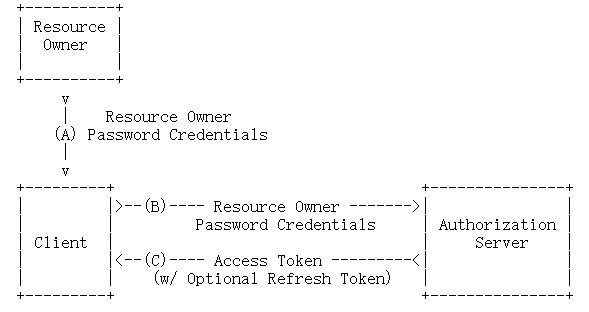 +----------+
| Resource |
|  Owner   |
|          |
+----------+
     v
     |    Resource Owner
    (A) Password Credentials
     |
     v
+---------+                                  +---------------+
|         |>--(B)---- Resource Owner ------->|               |
|         |         Password Credentials     | Authorization |
| Client  |                                  |     Server    |
|         |<--(C)---- Access Token ---------<|               |
|         |    (w/ Optional Refresh Token)   |               |
+---------+                                  +---------------+